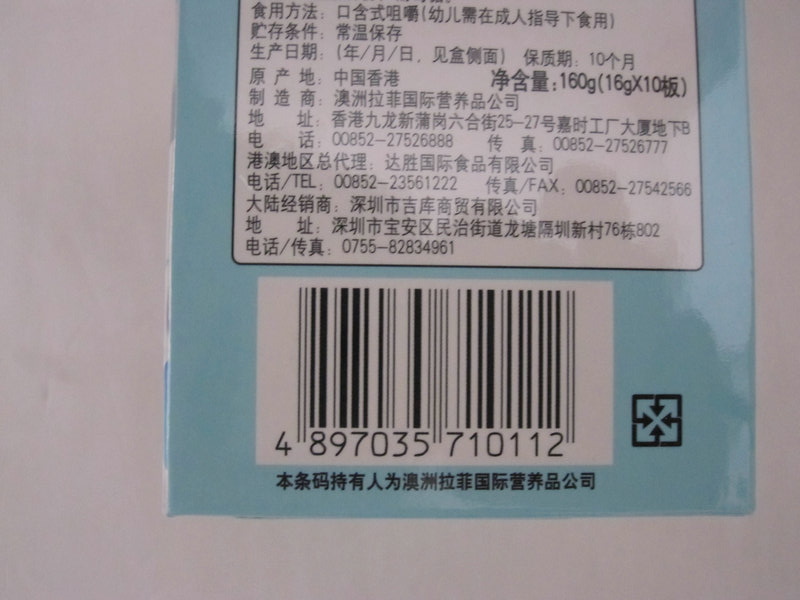 食用方法：口含式咀嚼(幼儿需在成人指导下食用)
贮存条件：常温保存
生产日期：(年/月/日，见盒侧面) 保质期：10个月
原 产 地：中国香港 净含量：160g(16gX10板)
制 造 商：澳洲拉菲国际营养品公司
地 址：香港九龙新蒲岗六合街25-27号嘉时工厂大厦地下B
电 话：00852-27526888 传 真：00852-27526777
港澳地区总代理：达胜国际食品有限公司
电话/TEL：00852-23561222 传真/FAX：00852-27542566
大陆经销商：深圳市吉库商贸有限公司
地 址：深圳市宝安区民治街道龙塘隔圳新村76栋802
电话/传真：0755-82834961
4 897035 710112
本条码持有人为澳洲拉菲国际营养品公司